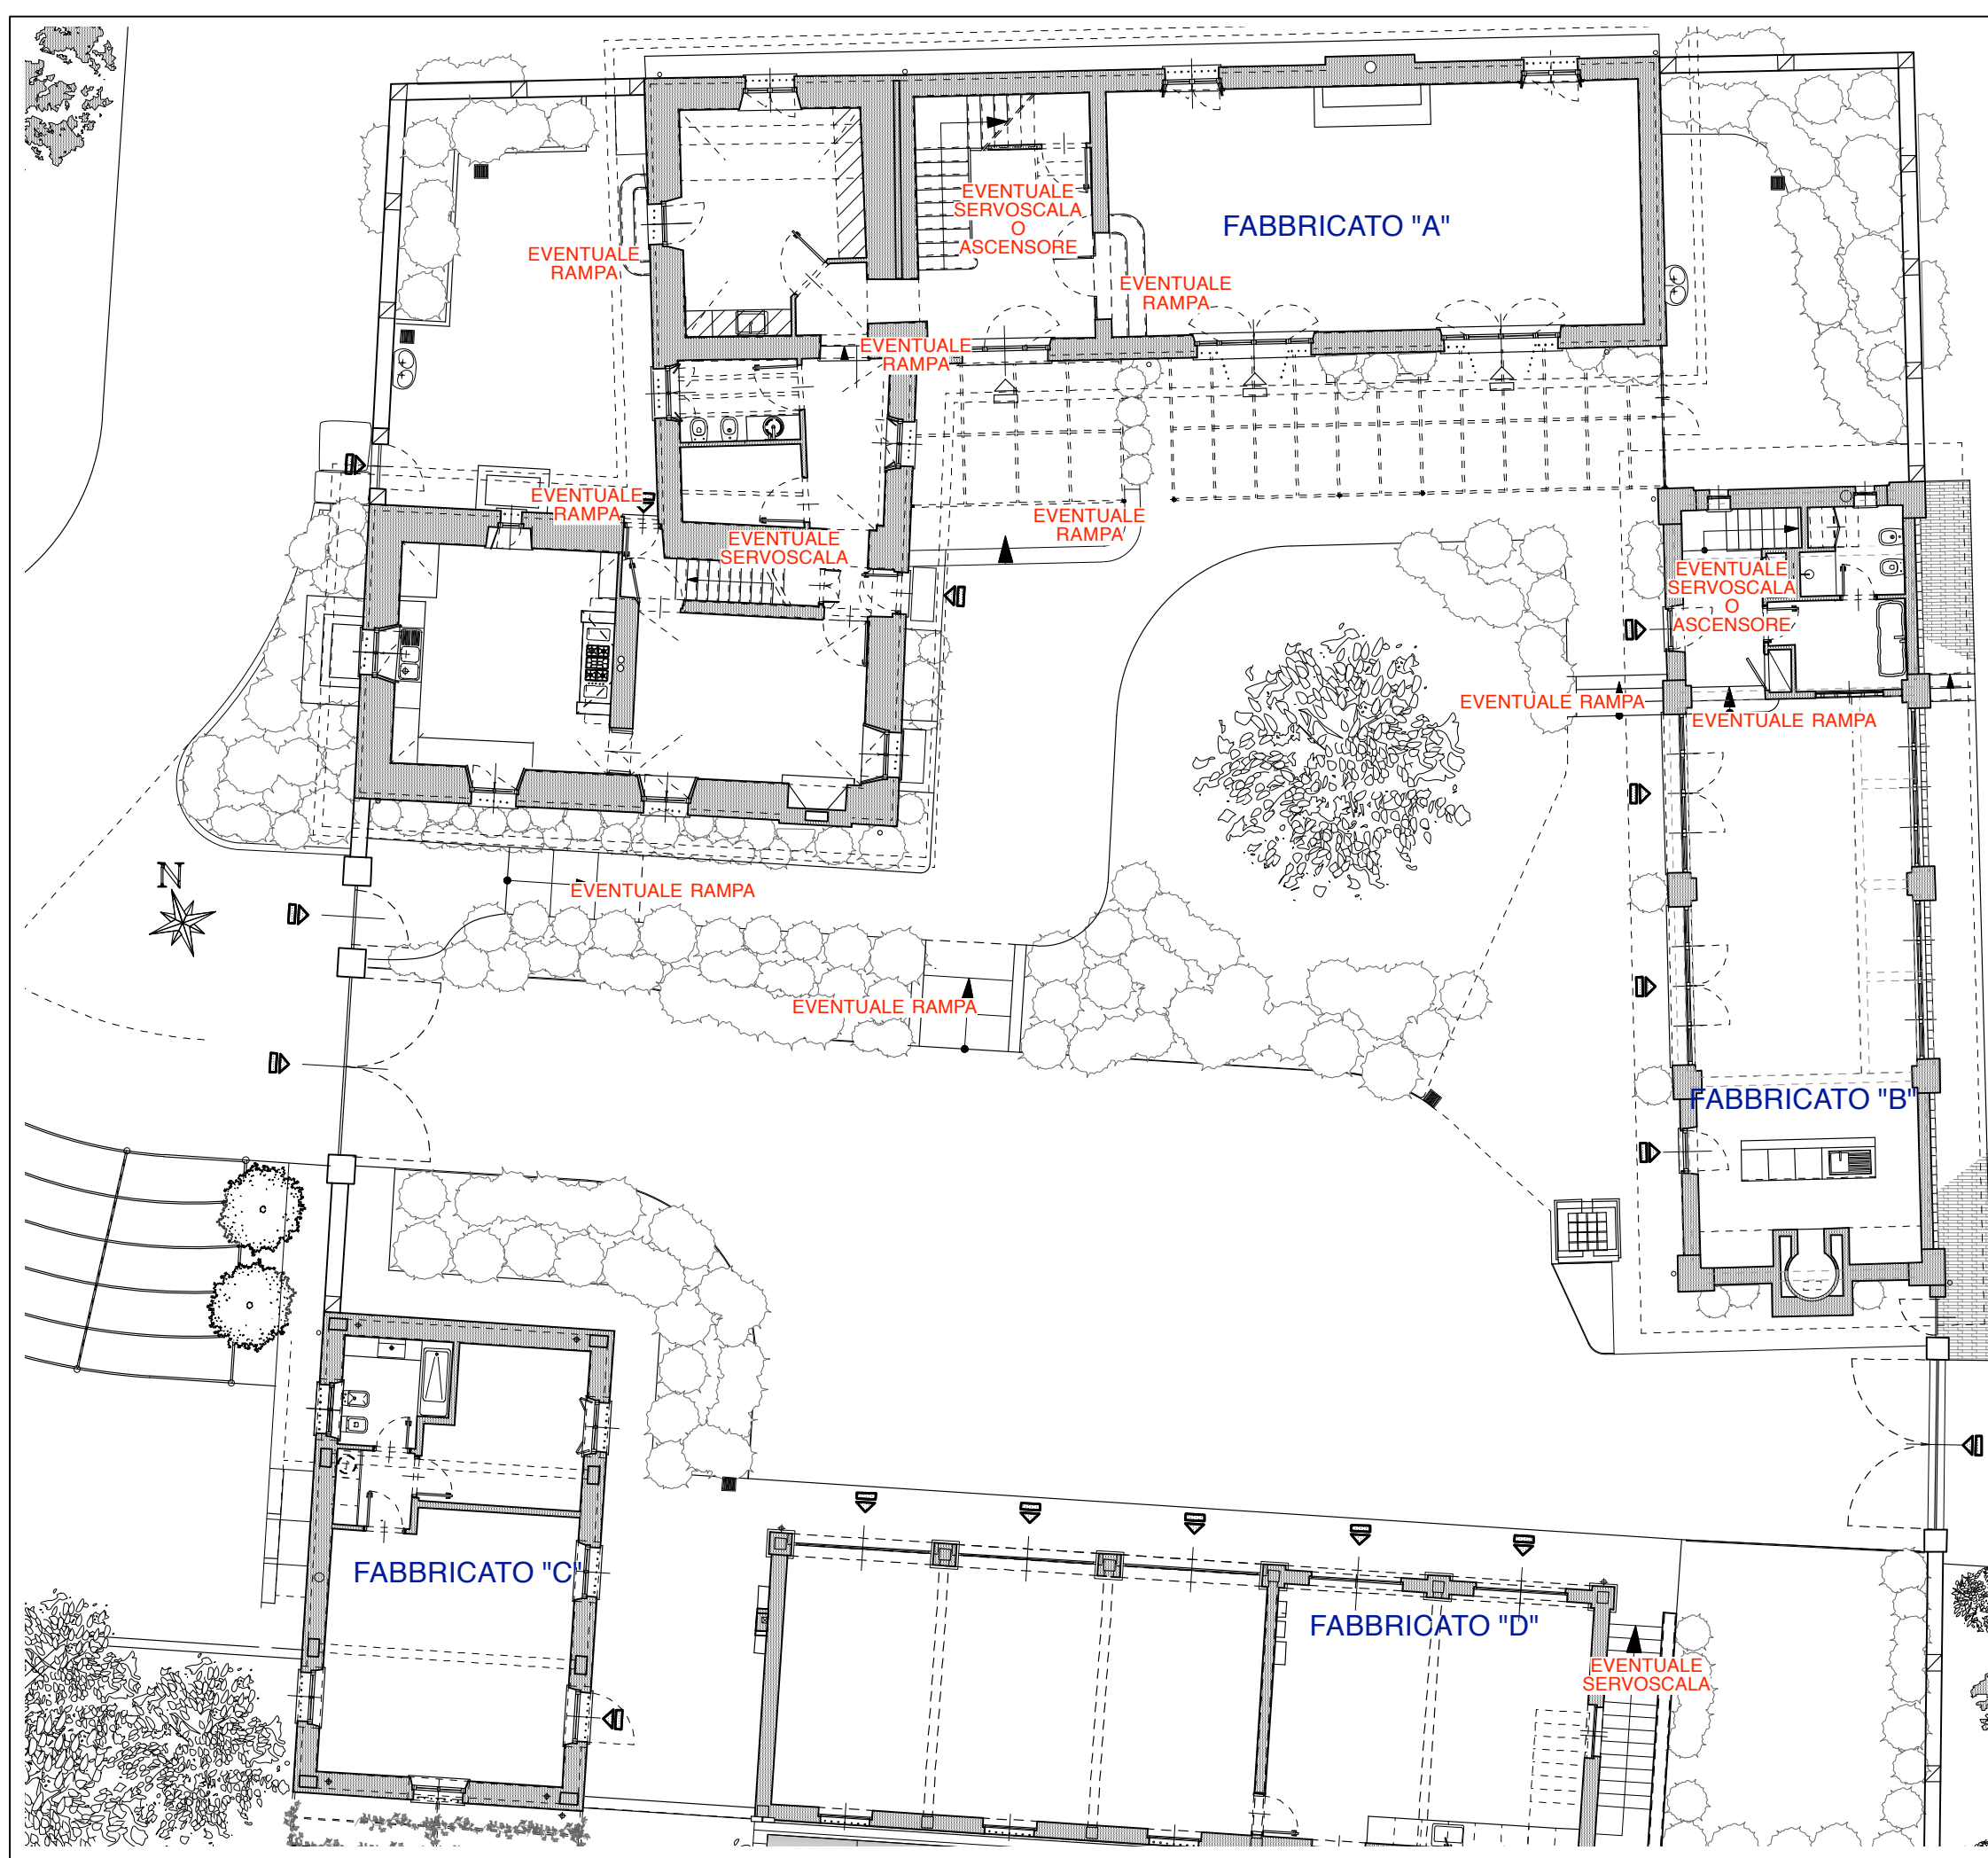 EVENTUALE
SERVOSCALA
O
ASCENSORE
FABBRICATO "A"
EVENTUALE
RAMPA
EVENTUALE
RAMPA
EVENTUALE
RAMPA
EVENTUALE
RAMPA
EVENTUALE
RAMPA
EVENTUALE
SERVOSCALA
EVENTUALE
SERVOSCALA
O
ASCENSORE
EVENTUALE RAMPA
EVENTUALE RAMPA
N
EVENTUALE RAMPA
EVENTUALE RAMPA
FABBRICATO "B"
FABBRICATO "C"
FABBRICATO "D"
EVENTUALE
SERVOSCALA